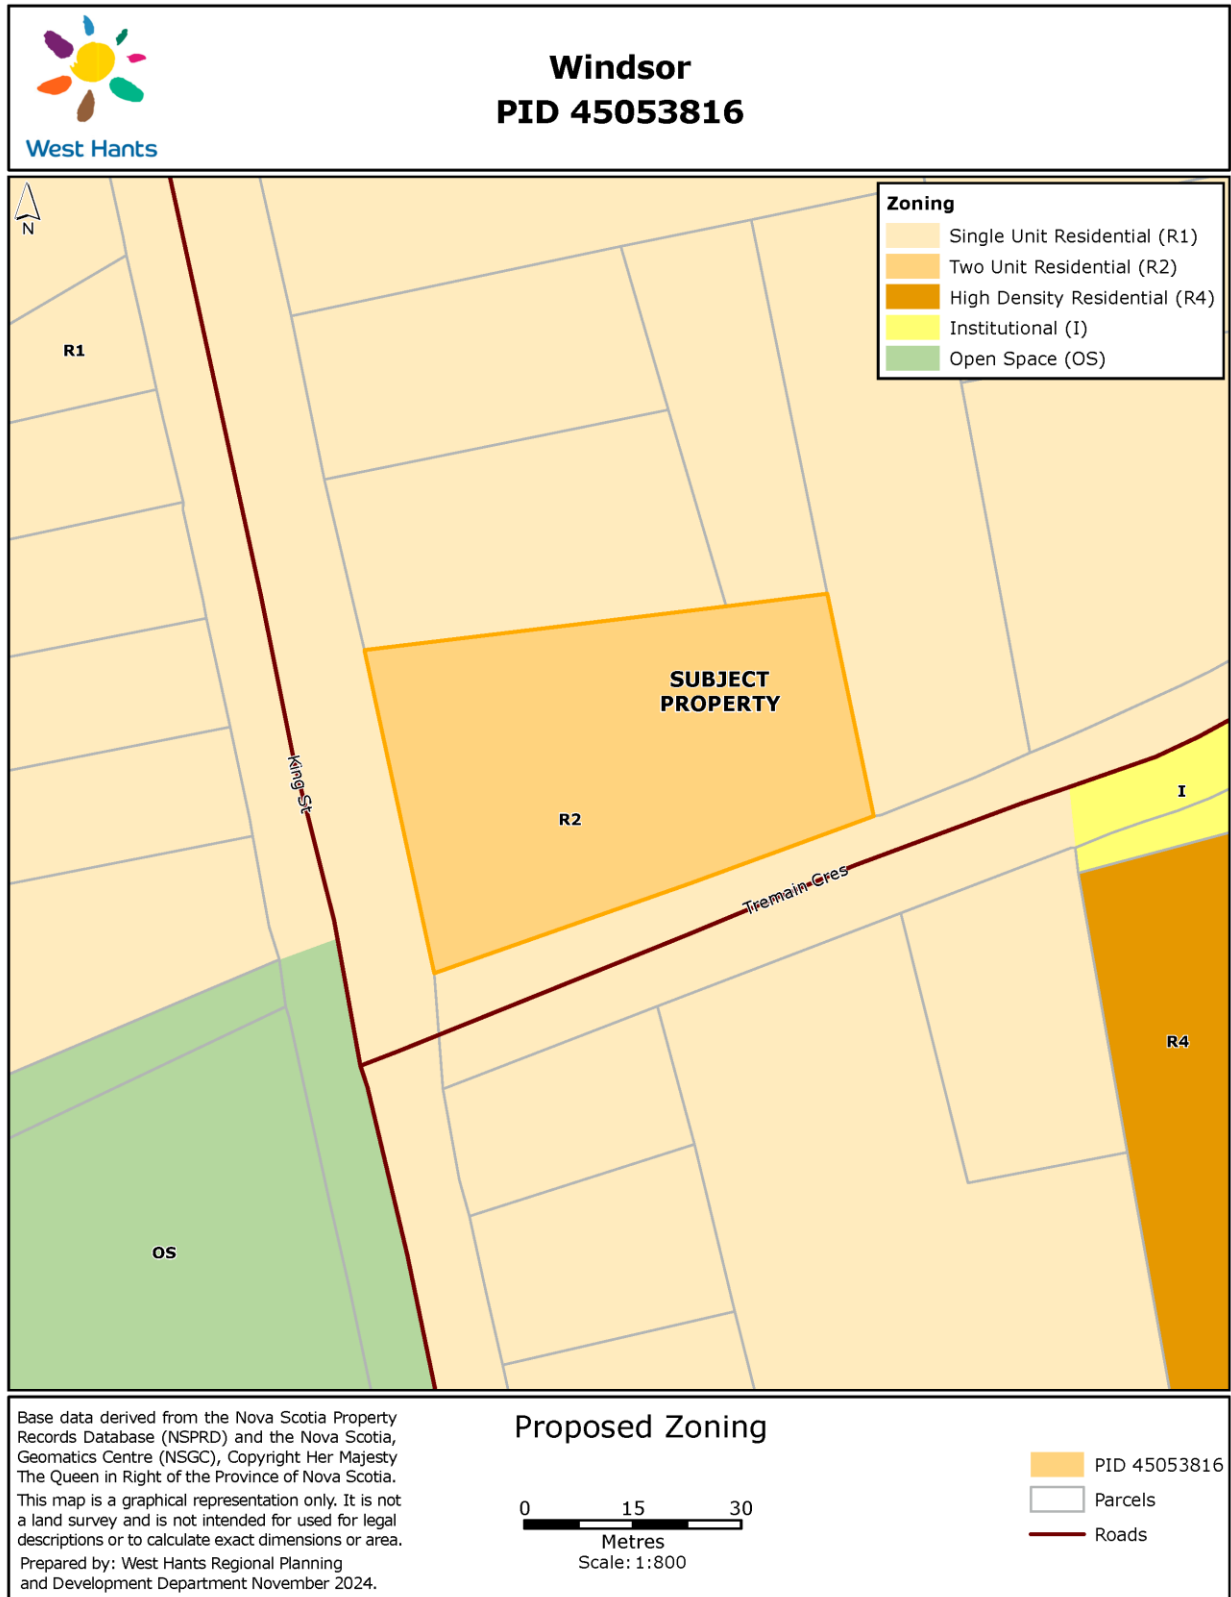 West Hants
Windsor
PID 45053816
N
Zoning
Single Unit Residential (R1)
Two Unit Residential (R2)
High Density Residential (R4)
Institutional (I)
Open Space (OS)
R1
SUBJECT
PROPERTY
King St
R2
I
Tremain Cres
R4
OS
Base data derived from the Nova Scotia Property
Records Database (NSPRD) and the Nova Scotia,
Geomatics Centre (NSGC), Copyright Her Majesty
The Queen in Right of the Province of Nova Scotia.
This map is a graphical representation only. It is not
a land survey and is not intended for used for legal
descriptions or to calculate exact dimensions or area.
Prepared by: West Hants Regional Planning
and Development Department November 2024.
Proposed Zoning
0 15 30
Metres
Scale: 1:800
PID 45053816
Parcels
Roads